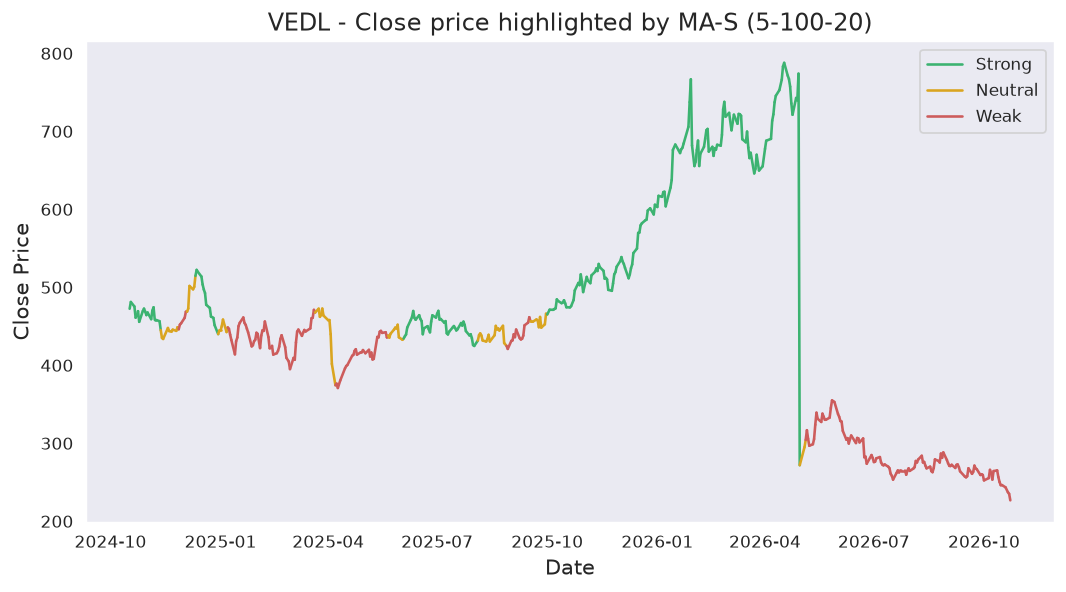 VEDL - Close price highlighted by MA-S (5-100-20)
Strong
Neutral
Weak
800
700
600
500
400
300
200
Close Price
2024-10 2025-01 2025-04 2025-07 2025-10 2026-01 2026-04 2026-07 2026-10
Date